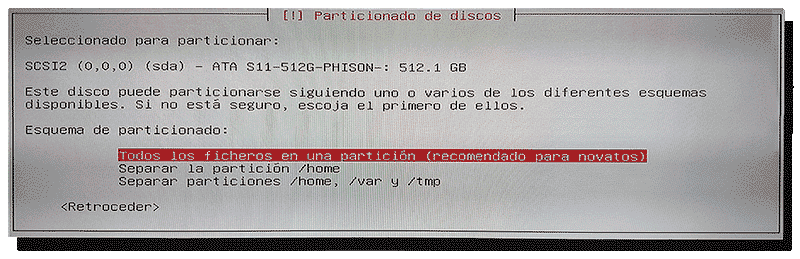 [!] Particionado de discos
Seleccionado para particionar:
SCSI2 (0,0,0) (sda) - ATA S11-512G-PHISON-: 512.1 GB
Este disco puede particionarse siguiendo uno o varios de los diferentes esquemas
disponibles. Si no está seguro, escoja el primero de ellos.
Esquema de particionado:
Todos los ficheros en una partición (recomendado para novatos)
Separar la partición /home
Separar particiones /home, /var y /tmp
<Retroceder>